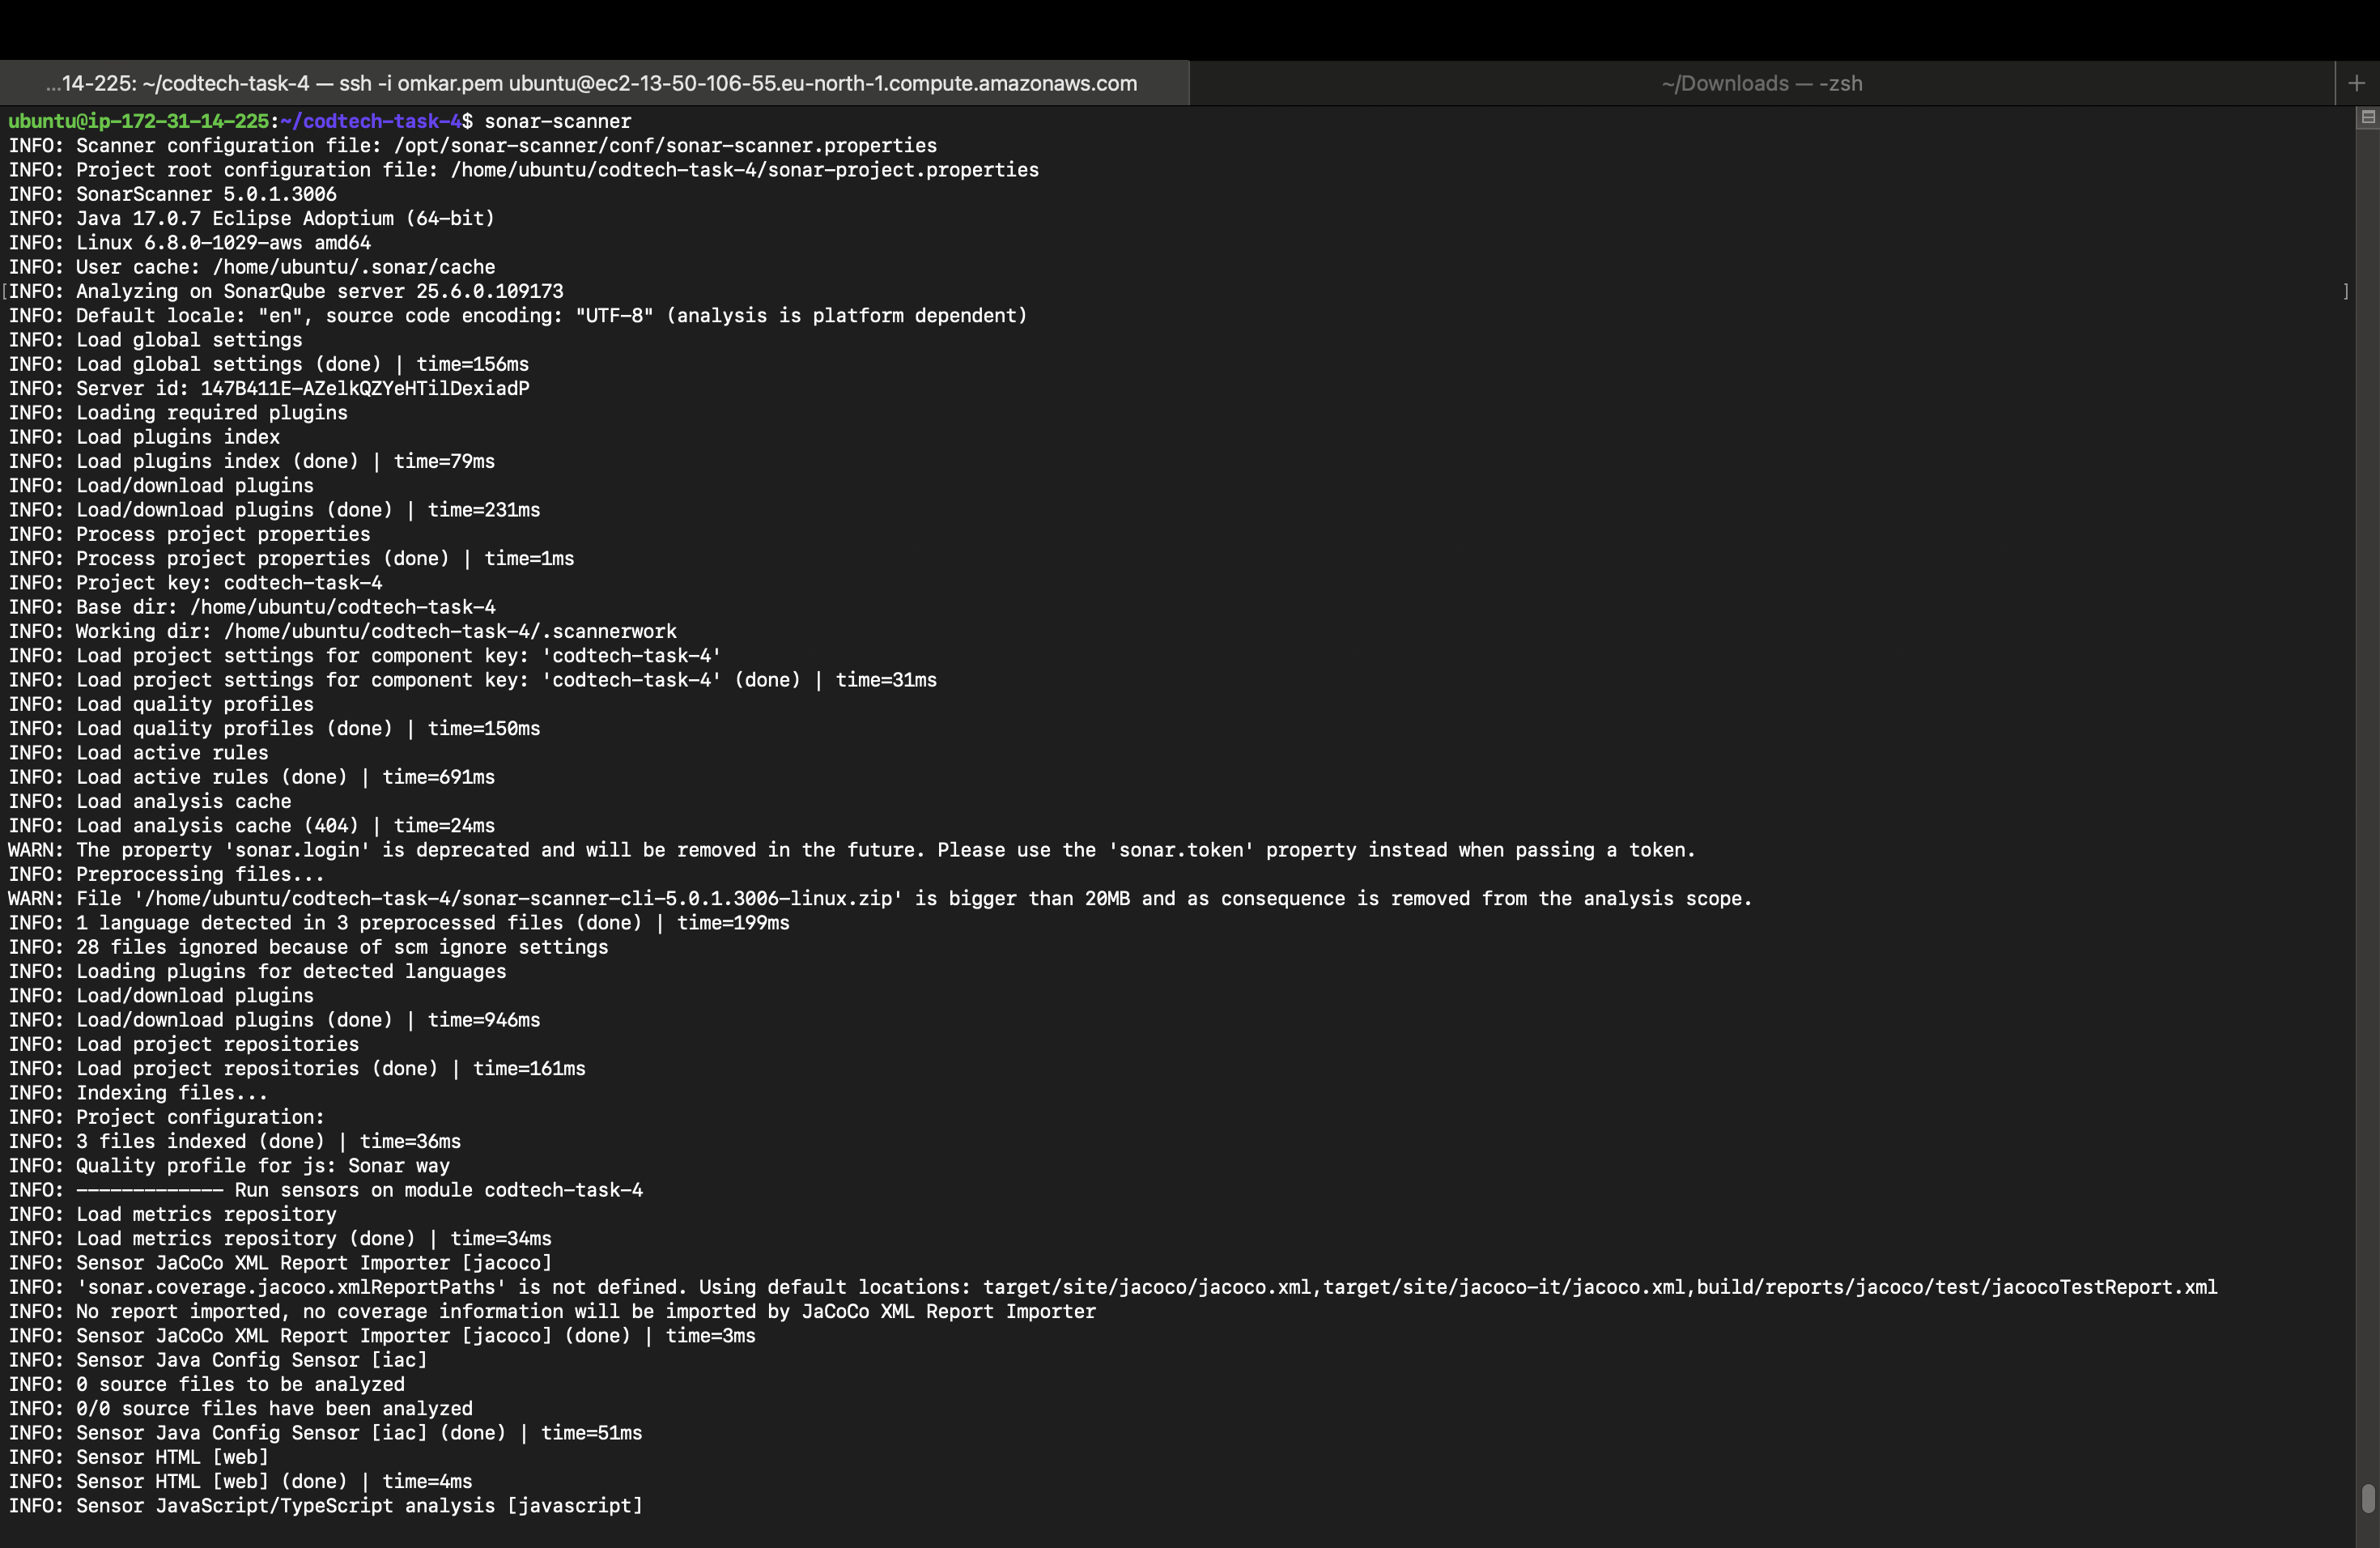 ...14-225: ~/codtech-task-4 — ssh -i omkar.pem ubuntu@ec2-13-50-106-55.eu-north-1.compute.amazonaws.com
~/Downloads — -zsh
+
ubuntu@ip-172-31-14-225:~/codtech-task-4$ sonar-scanner
INFO: Scanner configuration file: /opt/sonar-scanner/conf/sonar-scanner.properties
INFO: Project root configuration file: /home/ubuntu/codtech-task-4/sonar-project.properties
INFO: SonarScanner 5.0.1.3006
INFO: Java 17.0.7 Eclipse Adoptium (64-bit)
INFO: Linux 6.8.0-1029-aws amd64
INFO: User cache: /home/ubuntu/.sonar/cache
[INFO: Analyzing on SonarQube server 25.6.0.109173 ]
INFO: Default locale: "en", source code encoding: "UTF-8" (analysis is platform dependent)
INFO: Load global settings
INFO: Load global settings (done) | time=156ms
INFO: Server id: 147B411E-AZelkQZYeHTilDexiadP
INFO: Loading required plugins
INFO: Load plugins index
INFO: Load plugins index (done) | time=79ms
INFO: Load/download plugins
INFO: Load/download plugins (done) | time=231ms
INFO: Process project properties
INFO: Process project properties (done) | time=1ms
INFO: Project key: codtech-task-4
INFO: Base dir: /home/ubuntu/codtech-task-4
INFO: Working dir: /home/ubuntu/codtech-task-4/.scannerwork
INFO: Load project settings for component key: 'codtech-task-4'
INFO: Load project settings for component key: 'codtech-task-4' (done) | time=31ms
INFO: Load quality profiles
INFO: Load quality profiles (done) | time=150ms
INFO: Load active rules
INFO: Load active rules (done) | time=691ms
INFO: Load analysis cache
INFO: Load analysis cache (404) | time=24ms
WARN: The property 'sonar.login' is deprecated and will be removed in the future. Please use the 'sonar.token' property instead when passing a token.
INFO: Preprocessing files...
WARN: File '/home/ubuntu/codtech-task-4/sonar-scanner-cli-5.0.1.3006-linux.zip' is bigger than 20MB and as consequence is removed from the analysis scope.
INFO: 1 language detected in 3 preprocessed files (done) | time=199ms
INFO: 28 files ignored because of scm ignore settings
INFO: Loading plugins for detected languages
INFO: Load/download plugins
INFO: Load/download plugins (done) | time=946ms
INFO: Load project repositories
INFO: Load project repositories (done) | time=161ms
INFO: Indexing files...
INFO: Project configuration:
INFO: 3 files indexed (done) | time=36ms
INFO: Quality profile for js: Sonar way
INFO: ------------- Run sensors on module codtech-task-4
INFO: Load metrics repository
INFO: Load metrics repository (done) | time=34ms
INFO: Sensor JaCoCo XML Report Importer [jacoco]
INFO: 'sonar.coverage.jacoco.xmlReportPaths' is not defined. Using default locations: target/site/jacoco/jacoco.xml,target/site/jacoco-it/jacoco.xml,build/reports/jacoco/test/jacocoTestReport.xml
INFO: No report imported, no coverage information will be imported by JaCoCo XML Report Importer
INFO: Sensor JaCoCo XML Report Importer [jacoco] (done) | time=3ms
INFO: Sensor Java Config Sensor [iac]
INFO: 0 source files to be analyzed
INFO: 0/0 source files have been analyzed
INFO: Sensor Java Config Sensor [iac] (done) | time=51ms
INFO: Sensor HTML [web]
INFO: Sensor HTML [web] (done) | time=4ms
INFO: Sensor JavaScript/TypeScript analysis [javascript]